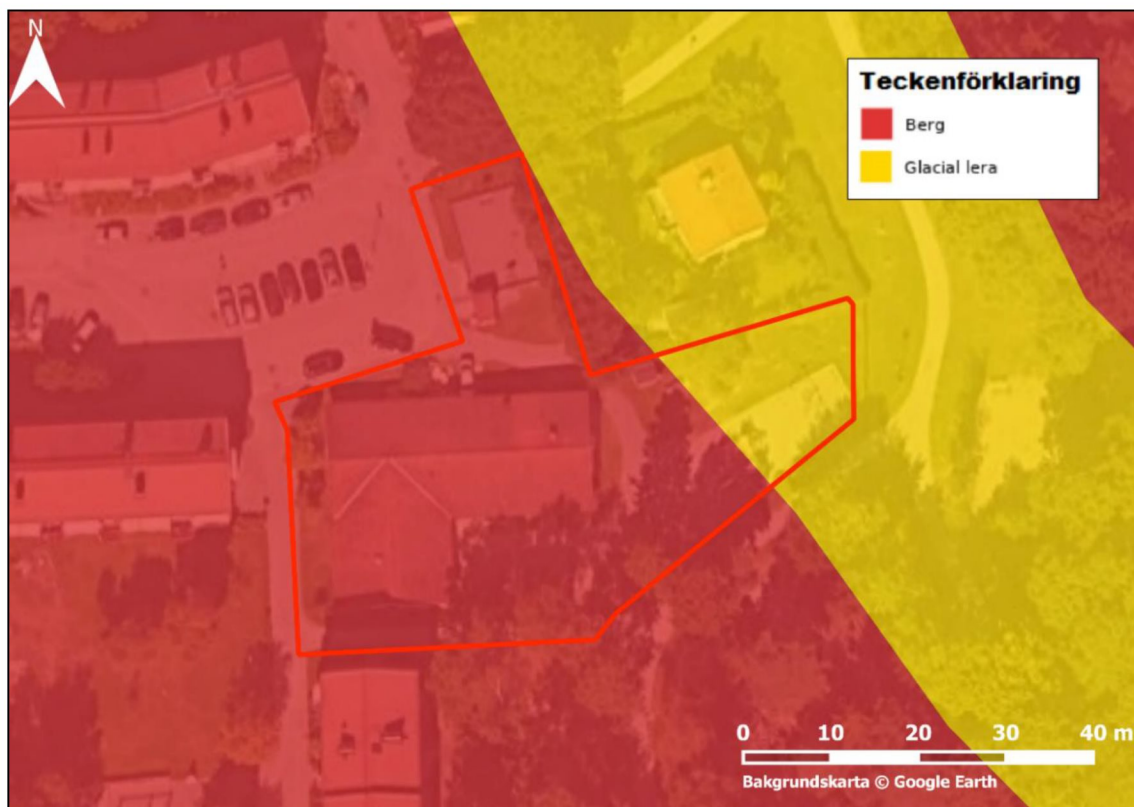 N
Teckenförklaring
Berg
Glacial lera
0 10 20 30 40 m
Bakgrundskarta © Google Earth